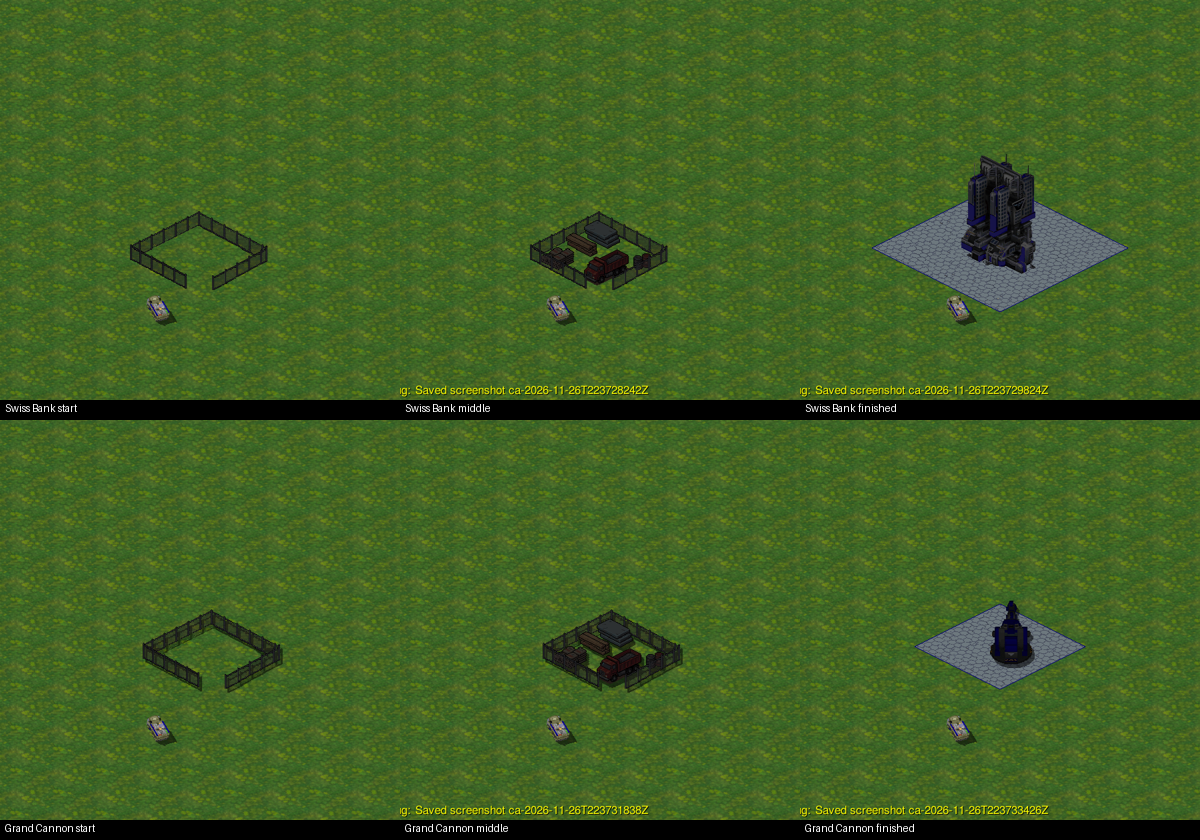 ig: Saved screenshot ca-2026-11-26T223728242Z
ig: Saved screenshot ca-2026-11-26T223729824Z
Swiss Bank start
Swiss Bank middle
Swiss Bank finished
ig: Saved screenshot ca-2026-11-26T223731838Z
ig: Saved screenshot ca-2026-11-26T223733426Z
Grand Cannon start
Grand Cannon middle
Grand Cannon finished